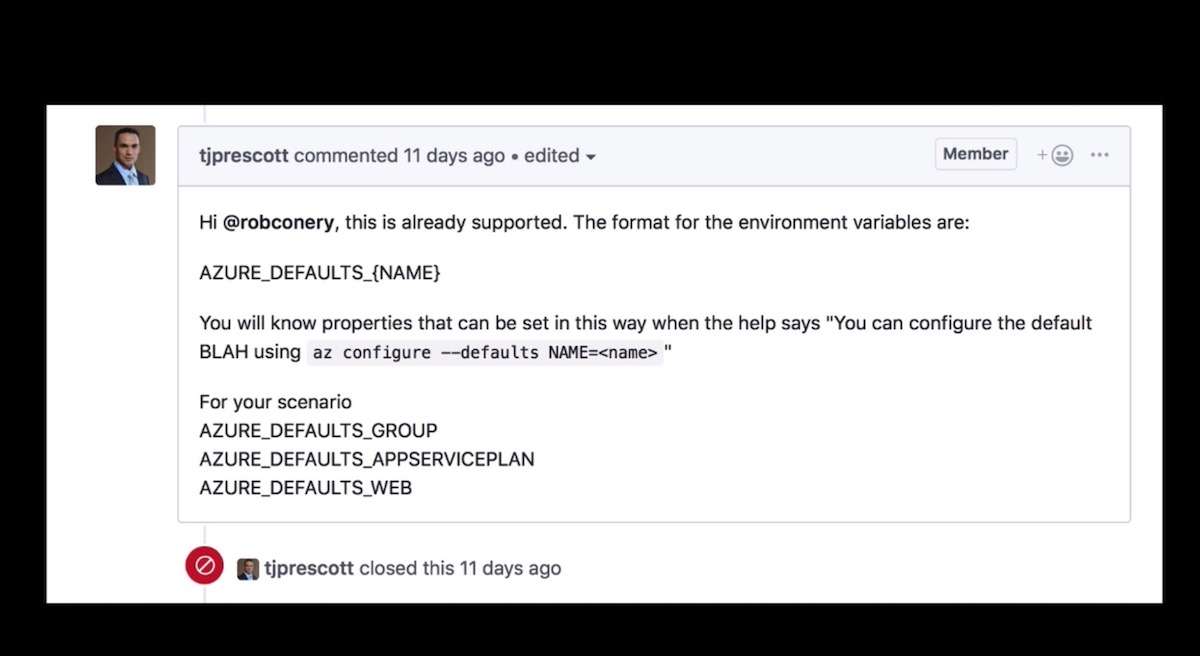 tjprescott commented 11 days ago • edited
Member
Hi @robconery, this is already supported. The format for the environment variables are:
AZURE_DEFAULTS_{NAME}
You will know properties that can be set in this way when the help says "You can configure the default
BLAH using az configure --defaults NAME=<name> "
For your scenario
AZURE_DEFAULTS_GROUP
AZURE_DEFAULTS_APPSERVICEPLAN
AZURE_DEFAULTS_WEB
tjprescott closed this 11 days ago